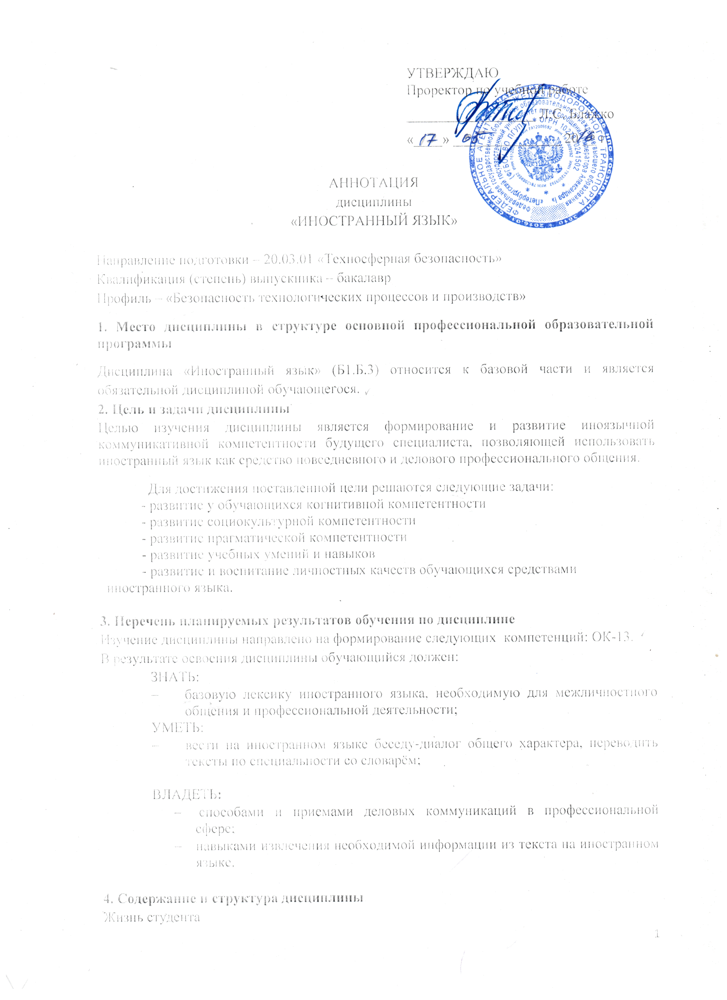 УТВЕРЖДАЮ
Проректор по учебной работе
Л.С. Блажко
« 17 » 05 2016 г.
АННОТАЦИЯ
дисциплины
«ИНОСТРАННЫЙ ЯЗЫК»
Направление подготовки – 20.03.01 «Техносферная безопасность»
Квалификация (степень) выпускника – бакалавр
Профиль – «Безопасность технологических процессов и производств»
1. Место дисциплины в структуре основной профессиональной образовательной
программы
Дисциплина «Иностранный язык» (Б1.Б.3) относится к базовой части и является
обязательной дисциплиной обучающегося.
2. Цель и задачи дисциплины
Целью изучения дисциплины является формирование и развитие иноязычной
коммуникативной компетентности будущего специалиста, позволяющей использовать
иностранный язык как средство повседневного и делового профессионального общения.
Для достижения поставленной цели решаются следующие задачи:
- развитие у обучающихся когнитивной компетентности
- развитие социокультурной компетентности
- развитие прагматической компетентности
- развитие учебных умений и навыков
- развитие и воспитание личностных качеств обучающихся средствами
иностранного языка.
3. Перечень планируемых результатов обучения по дисциплине
Изучение дисциплины направлено на формирование следующих компетенций: ОК-13.
В результате освоения дисциплины обучающийся должен:
ЗНАТЬ:
– базовую лексику иностранного языка, необходимую для межличностного
общения и профессиональной деятельности;
УМЕТЬ:
– вести на иностранном языке беседу-диалог общего характера, переводить
тексты по специальности со словарём;
ВЛАДЕТЬ:
– способами и приемами деловых коммуникаций в профессиональной
сфере;
– навыками извлечения необходимой информации из текста на иностранном
языке.
4. Содержание и структура дисциплины
Жизнь студента
1
ФЕДЕРАЛЬНОЕ АГЕНТСТВО ЖЕЛЕЗНОДОРОЖНОГО ТРАНСПОРТА